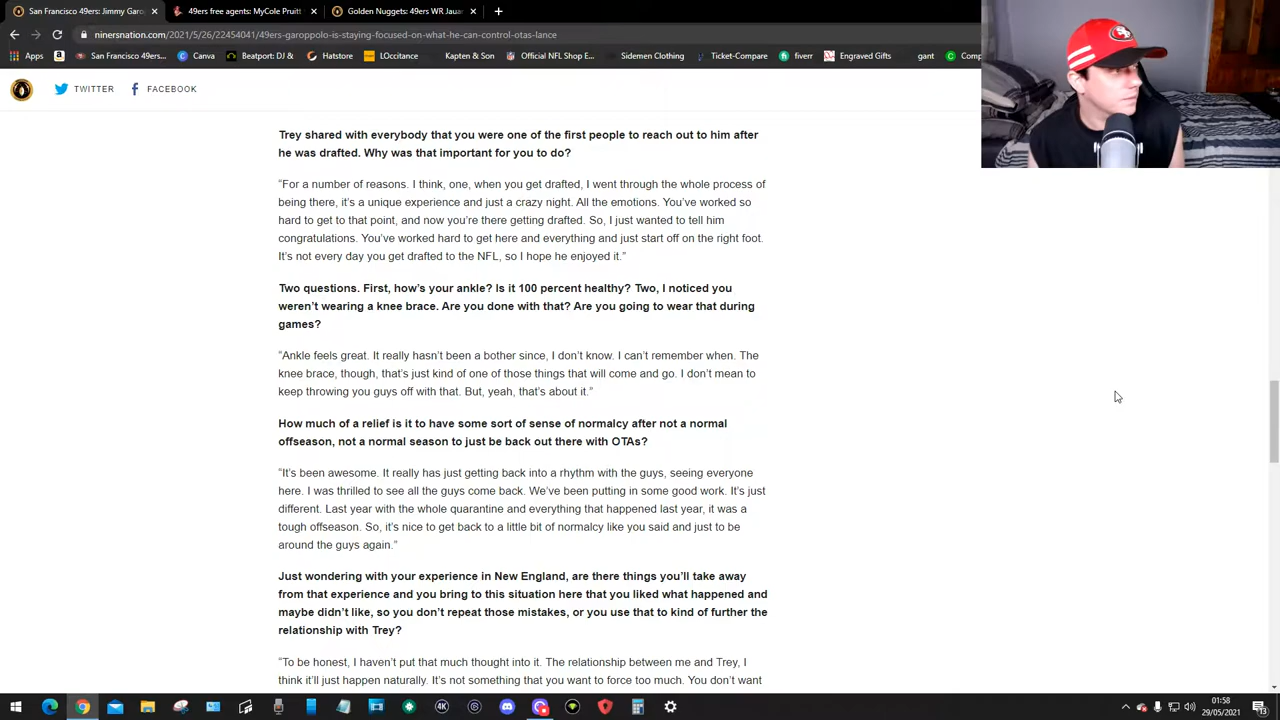 San Francisco 49ers: Jimmy Garo
49ers free agents: MyCole Pruitt
Golden Nuggets: 49ers WR Jauan
ninersnation.com/2021/5/26/22454041/49ers-garoppolo-is-staying-focused-on-what-he-can-control-otas-lance
Apps San Francisco 49ers... Canva Beatport: DJ & Hatstore LOccitance Kapten & Son Official NFL Shop E... Sidemen Clothing Ticket-Compare fiverr Engraved Gifts gant Comp
TWITTER FACEBOOK
Trey shared with everybody that you were one of the first people to reach out to him after
he was drafted. Why was that important for you to do?
“For a number of reasons. I think, one, when you get drafted, I went through the whole process of
being there, it’s a unique experience and just a crazy night. All the emotions. You’ve worked so
hard to get to that point, and now you’re there getting drafted. So, I just wanted to tell him
congratulations. You’ve worked hard to get here and everything and just start off on the right foot.
It’s not every day you get drafted to the NFL, so I hope he enjoyed it.”
Two questions. First, how’s your ankle? Is it 100 percent healthy? Two, I noticed you
weren’t wearing a knee brace. Are you done with that? Are you going to wear that during
games?
“Ankle feels great. It really hasn’t been a bother since, I don’t know. I can’t remember when. The
knee brace, though, that’s just kind of one of those things that will come and go. I don’t mean to
keep throwing you guys off with that. But, yeah, that’s about it.”
How much of a relief is it to have some sort of sense of normalcy after not a normal
offseason, not a normal season to just be back out there with OTAs?
“It’s been awesome. It really has just getting back into a rhythm with the guys, seeing everyone
here. I was thrilled to see all the guys come back. We’ve been putting in some good work. It’s just
different. Last year with the whole quarantine and everything that happened last year, it was a
tough offseason. So, it’s nice to get back to a little bit of normalcy like you said and just to be
around the guys again.”
Just wondering with your experience in New England, are there things you’ll take away
from that experience and you bring to this situation here that you liked what happened and
maybe didn’t like, so you don’t repeat those mistakes, or you use that to kind of further the
relationship with Trey?
“To be honest, I haven’t put that much thought into it. The relationship between me and Trey, I
think it’ll just happen naturally. It’s not something that you want to force too much. You don’t want
01:58
29/05/2021